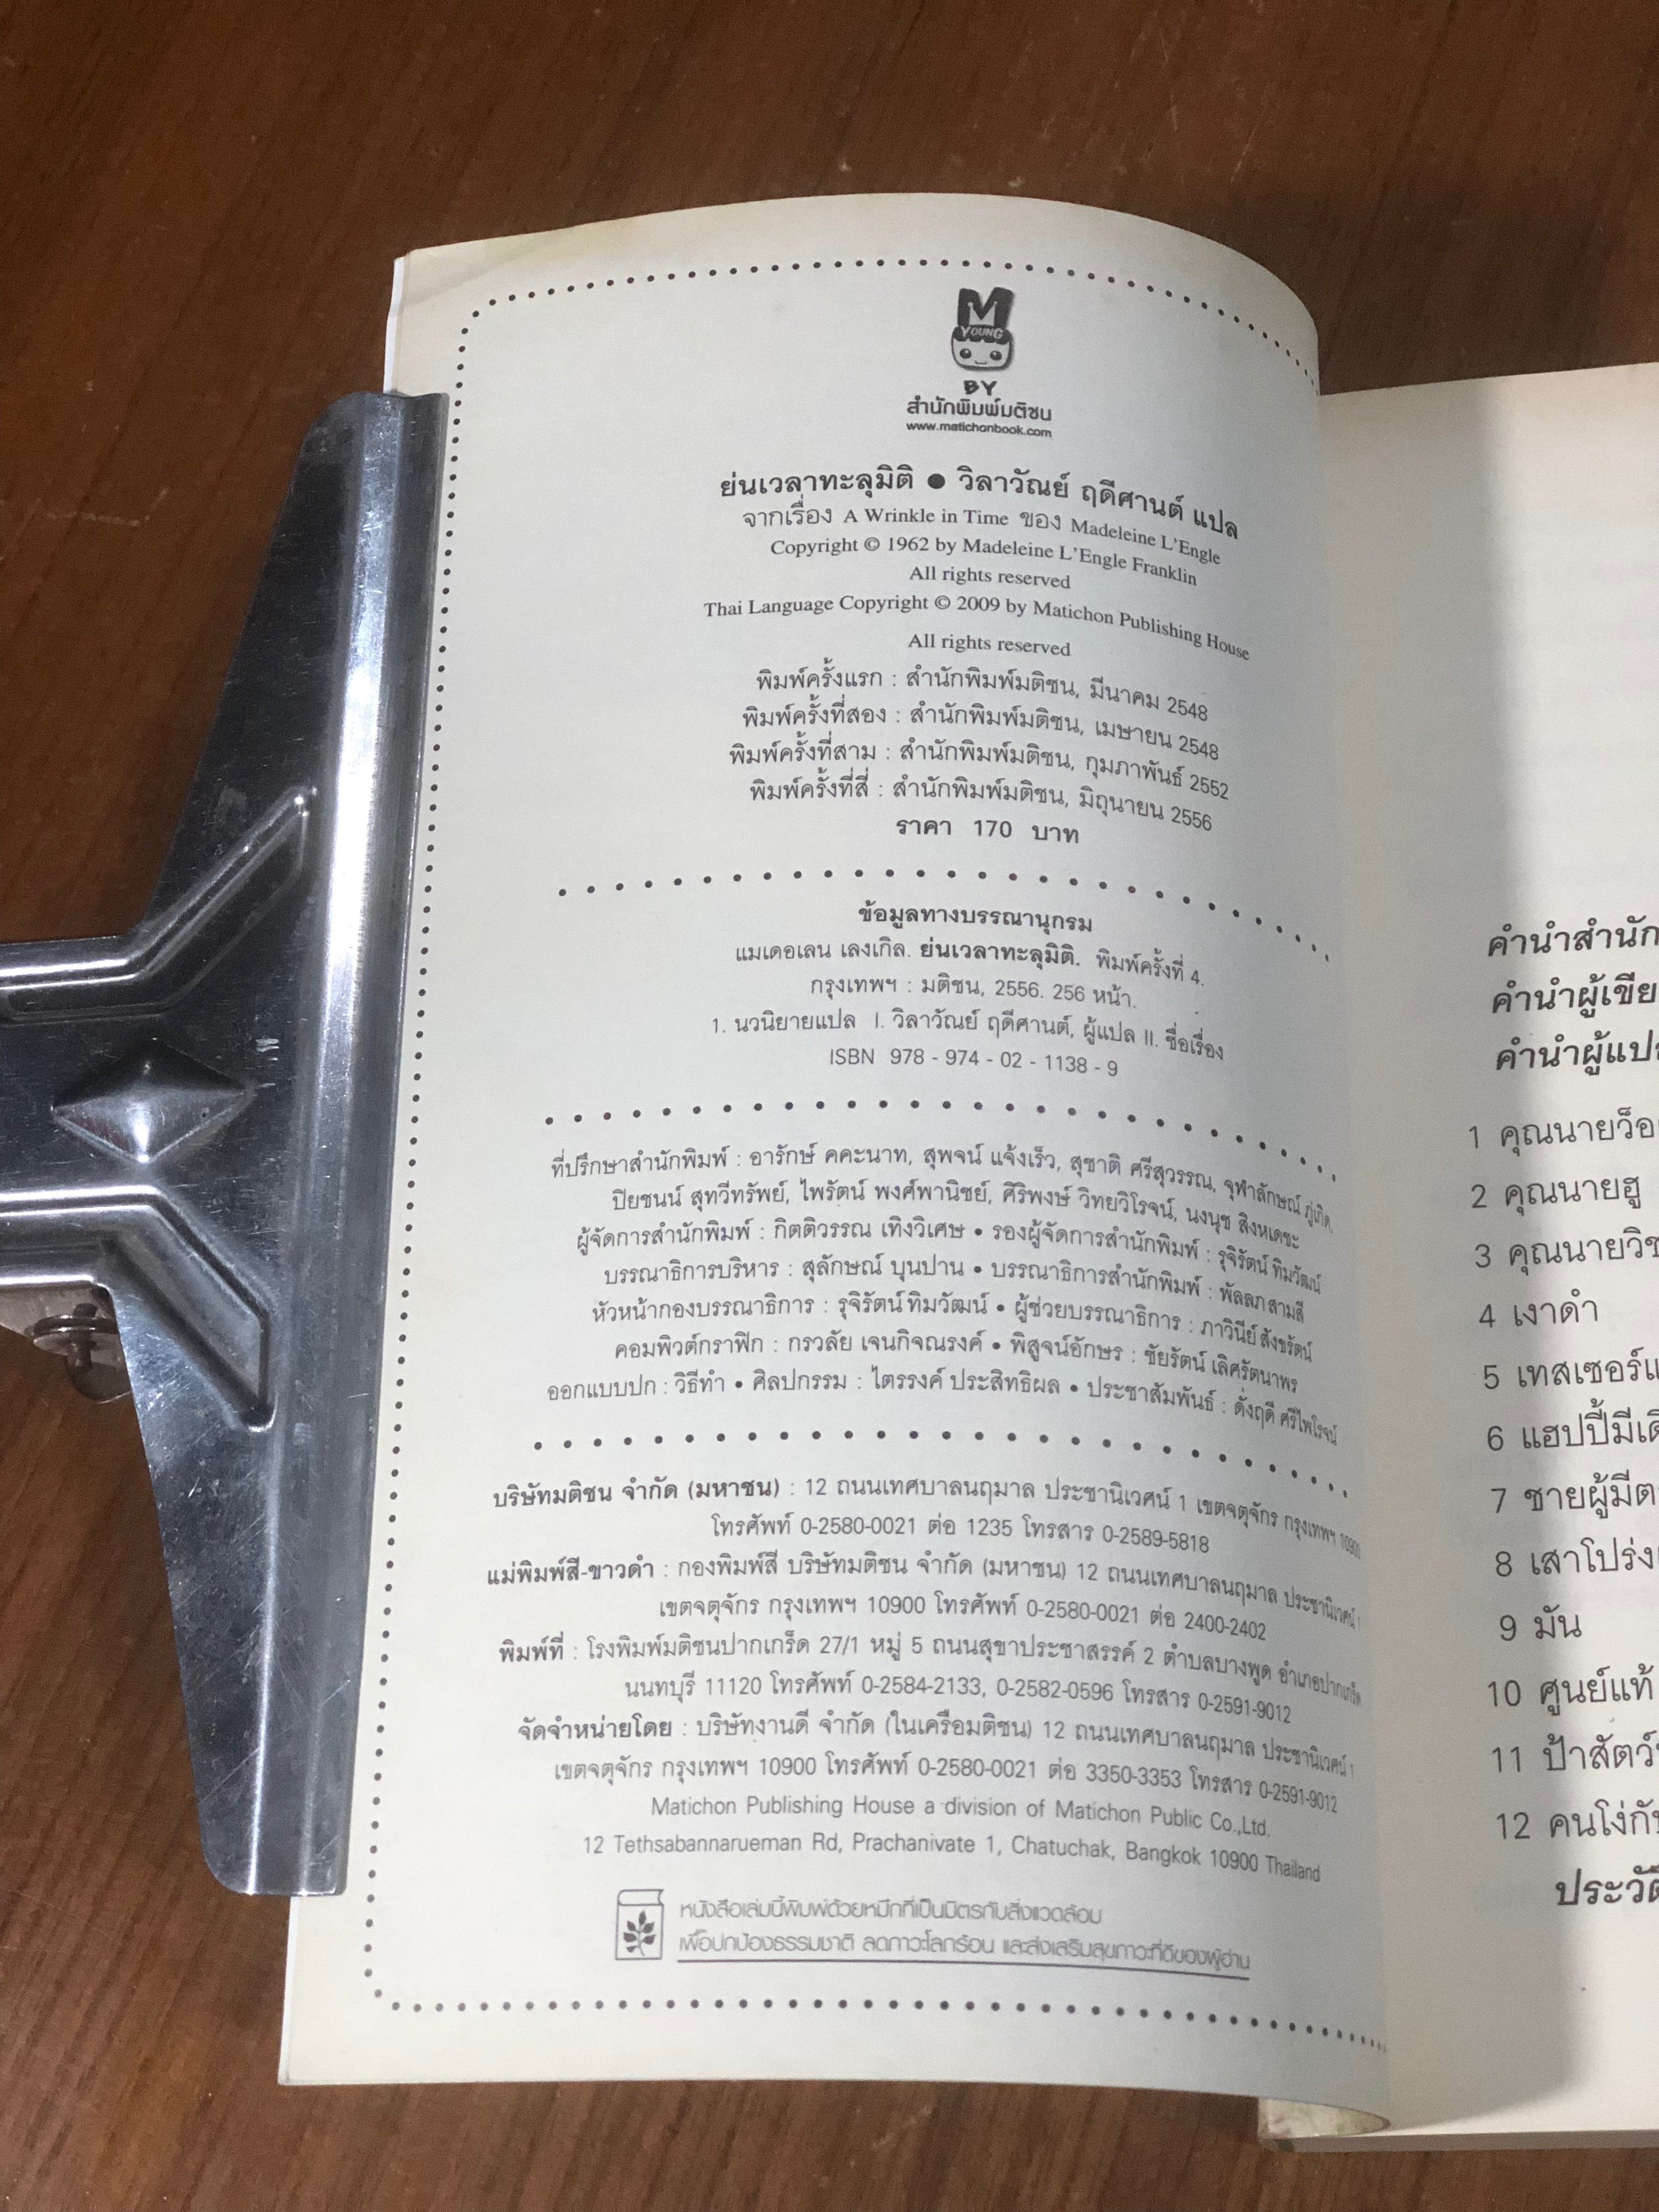 M
YOUNG
BY
สำนักพิมพ์มติชน
www.matichonbook.com
ย่นเวลาทะลุมิติ ● วิลาวัณย์ ฤดีศานต์ แปล
จากเรื่อง A Wrinkle in Time ของ Madeleine L'Engle
Copyright © 1962 by Madeleine L'Engle Franklin
All rights reserved
Thai Language Copyright © 2009 by Matichon Publishing House
All rights reserved
พิมพ์ครั้งแรก : สำนักพิมพ์มติชน, มีนาคม 2548
พิมพ์ครั้งที่สอง : สำนักพิมพ์มติชน, เมษายน 2548
พิมพ์ครั้งที่สาม : สำนักพิมพ์มติชน, กุมภาพันธ์ 2552
พิมพ์ครั้งที่สี่ : สำนักพิมพ์มติชน, มิถุนายน 2556
ราคา 170 บาท
ข้อมูลทางบรรณานุกรม
แมเดอเลน เลงเกิล. ย่นเวลาทะลุมิติ. พิมพ์ครั้งที่ 4.
กรุงเทพฯ : มติชน, 2556. 256 หน้า.
1. นวนิยายแปล I. วิลาวัณย์ ฤดีศานต์, ผู้แปล II. ชื่อเรื่อง
ISBN 978 - 974 - 02 - 1138 - 9
ที่ปรึกษาสำนักพิมพ์ : อารักษ์ คคะนาท, สุพจน์ แจ้งเร็ว, สุชาติ ศรีสุวรรณ, จุฬาลักษณ์ ภู่เกิด,
ปิยชนน์ สุทวีทรัพย์, ไพรัตน์ พงศ์พานิชย์, ศิริพงษ์ วิทยวิโรจน์, นงนุช สิงหเดชะ
ผู้จัดการสำนักพิมพ์ : กิตติวรรณ เทิงวิเศษ • รองผู้จัดการสำนักพิมพ์ : รุจิรัตน์ ทิมวัฒน์
บรรณาธิการบริหาร : สุลักษณ์ บุนปาน • บรรณาธิการสำนักพิมพ์ : พัลลภ สามสี
หัวหน้ากองบรรณาธิการ : รุจิรัตน์ ทิมวัฒน์ • ผู้ช่วยบรรณาธิการ : ภาวินีย์ สังขรัตน์
คอมพิวต์กราฟิก : กรวลัย เจนกิจณรงค์ • พิสูจน์อักษร : ชัยรัตน์ เลิศรัตนาพร
ออกแบบปก : วิธีทำ • ศิลปกรรม : ไตรรงค์ ประสิทธิผล • ประชาสัมพันธ์ : ดั่งฤดี ศรีไพโรจน์
บริษัทมติชน จำกัด (มหาชน) : 12 ถนนเทศบาลนฤมาล ประชานิเวศน์ 1 เขตจตุจักร กรุงเทพฯ 10900
โทรศัพท์ 0-2580-0021 ต่อ 1235 โทรสาร 0-2589-5818
แม่พิมพ์สี-ขาวดำ : กองพิมพ์สี บริษัทมติชน จำกัด (มหาชน) 12 ถนนเทศบาลนฤมาล ประชานิเวศน์ 1
เขตจตุจักร กรุงเทพฯ 10900 โทรศัพท์ 0-2580-0021 ต่อ 2400-2402
พิมพ์ที่ : โรงพิมพ์มติชนปากเกร็ด 27/1 หมู่ 5 ถนนสุขาประชาสรรค์ 2 ตำบลบางพูด อำเภอปากเกร็ด
นนทบุรี 11120 โทรศัพท์ 0-2584-2133, 0-2582-0596 โทรสาร 0-2591-9012
จัดจำหน่ายโดย : บริษัทงานดี จำกัด (ในเครือมติชน) 12 ถนนเทศบาลนฤมาล ประชานิเวศน์ 1
เขตจตุจักร กรุงเทพฯ 10900 โทรศัพท์ 0-2580-0021 ต่อ 3350-3353 โทรสาร 0-2591-9012
Matichon Publishing House a division of Matichon Public Co.,Ltd.
12 Tethsabannarueman Rd, Prachanivate 1, Chatuchak, Bangkok 10900 Thailand
หนังสือเล่มนี้พิมพ์ด้วยหมึกที่เป็นมิตรกับสิ่งแวดล้อม
เพื่อปกป้องธรรมชาติ ลดภาวะโลกร้อน และส่งเสริมสุขภาวะที่ดีของผู้อ่าน
คำนำสำนัก
คำนำผู้เขีย
คำนำผู้แป
1 คุณนายว็อ
2 คุณนายฮู
3 คุณนายวิช
4 เงาดำ
5 เทสเซอร์แ
6 แฮปปี้มีเดี
7 ชายผู้มีต
8 เสาโปร่ง
9 มัน
10 ศูนย์แท้
11 ป้าสัตว์
12 คนโง่กับ
ประวัติ